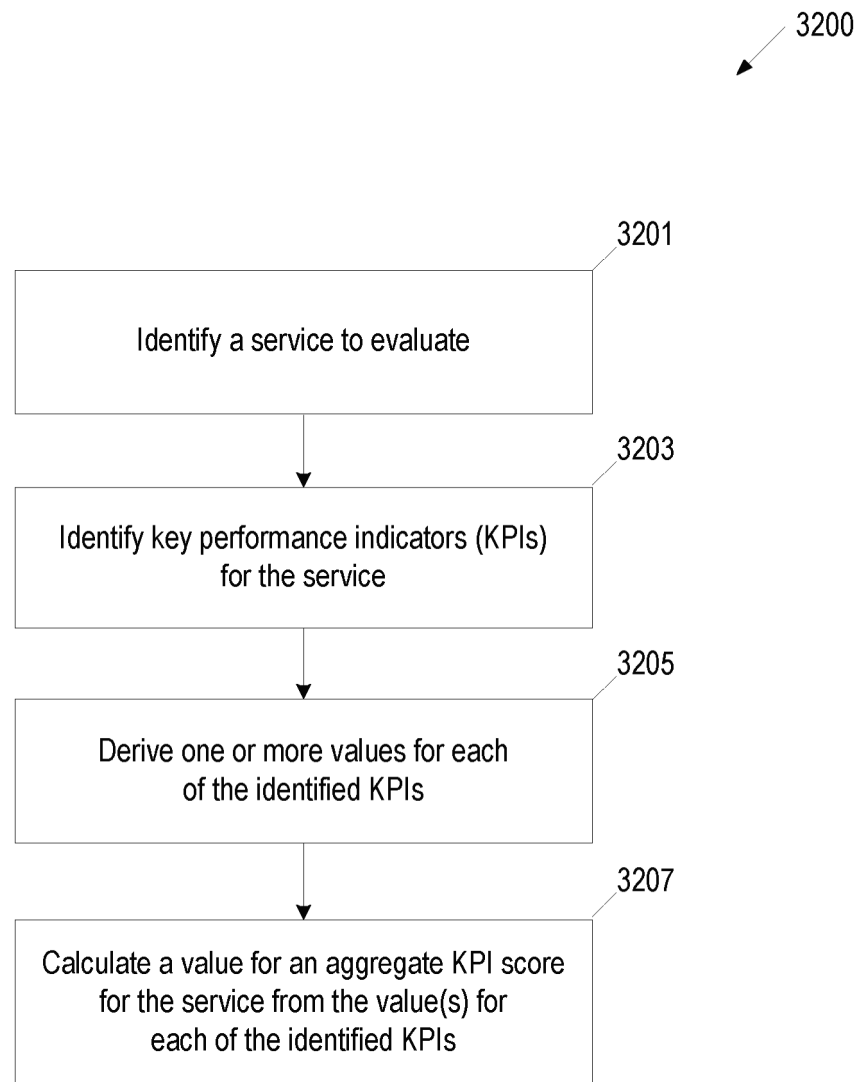 3200
3201
Identify a service to evaluate
3203
Identify key performance indicators (KPIs)
for the service
3205
Derive one or more values for each
of the identified KPIs
3207
Calculate a value for an aggregate KPI score
for the service from the value(s) for
each of the identified KPIs